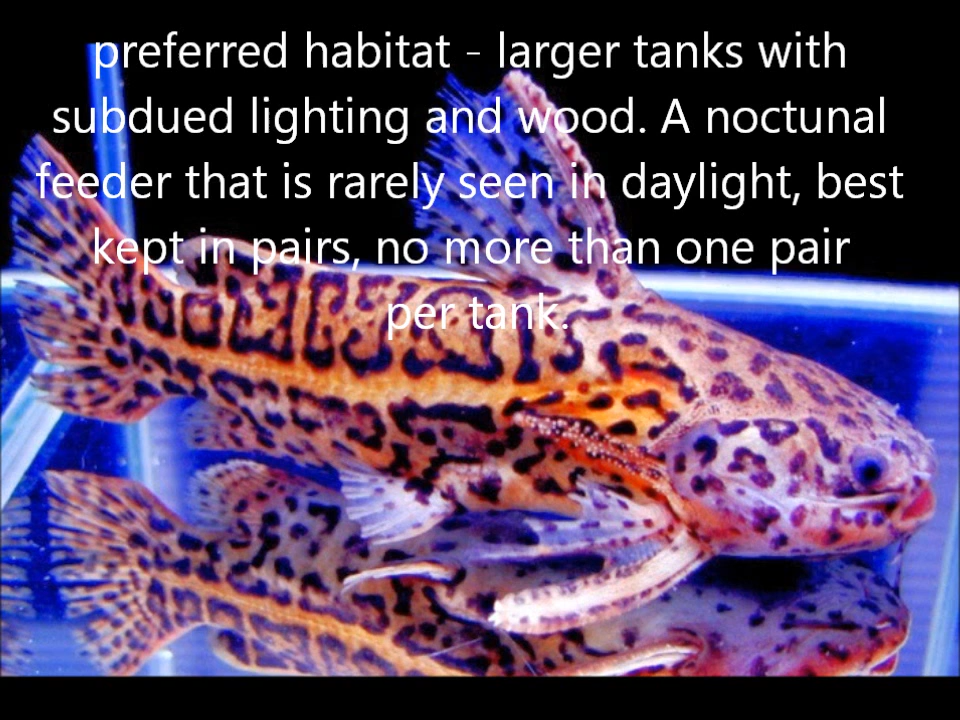 preferred habitat - larger tanks with
subdued lighting and wood. A noctunal
feeder that is rarely seen in daylight, best
kept in pairs, no more than one pair
per tank.